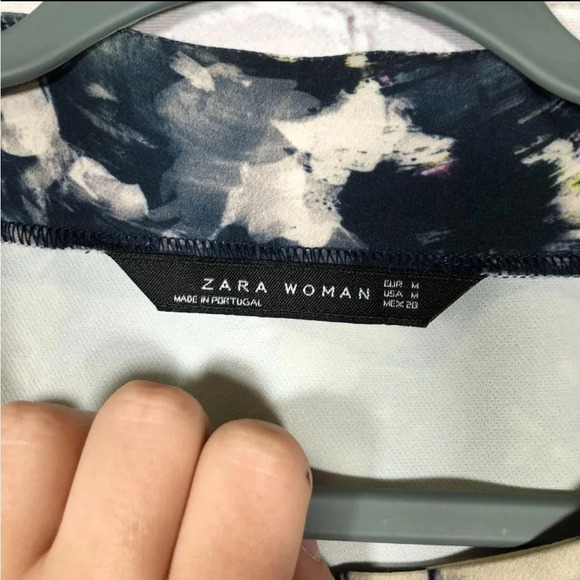 ZARA WOMAN
MADE IN PORTUGAL
EUR M
USA M
MEX 28